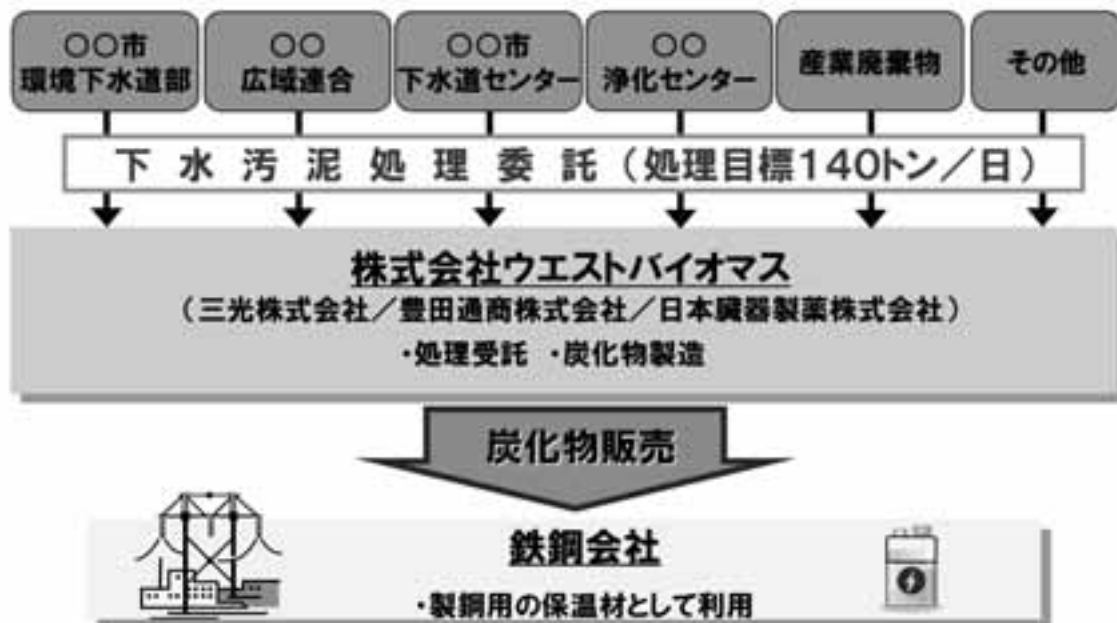 〇〇市
環境下水道部
〇〇
広域連合
〇〇市
下水道センター
〇〇
浄化センター
産業廃棄物
その他
下水汚泥処理委託(処理目標140トン/日)
株式会社ウエストバイオマス
(三光株式会社/豊田通商株式会社/日本臓器製薬株式会社)
・処理受託 ・炭化物製造
炭化物販売
鉄鋼会社
・製鋼用の保温材として利用